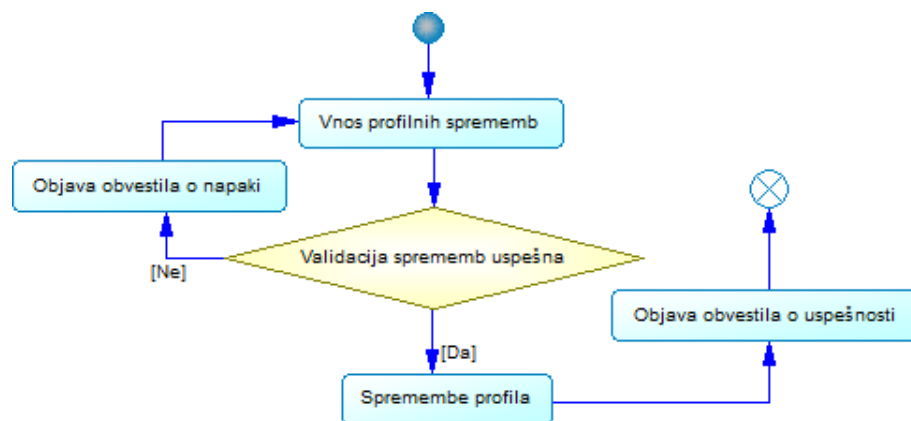 Vnos profilnih sprememb
Objava obvestila o napaki
Validacija sprememb uspešna
[Ne]
Objava obvestila o uspešnosti
[Da]
Spremembe profila